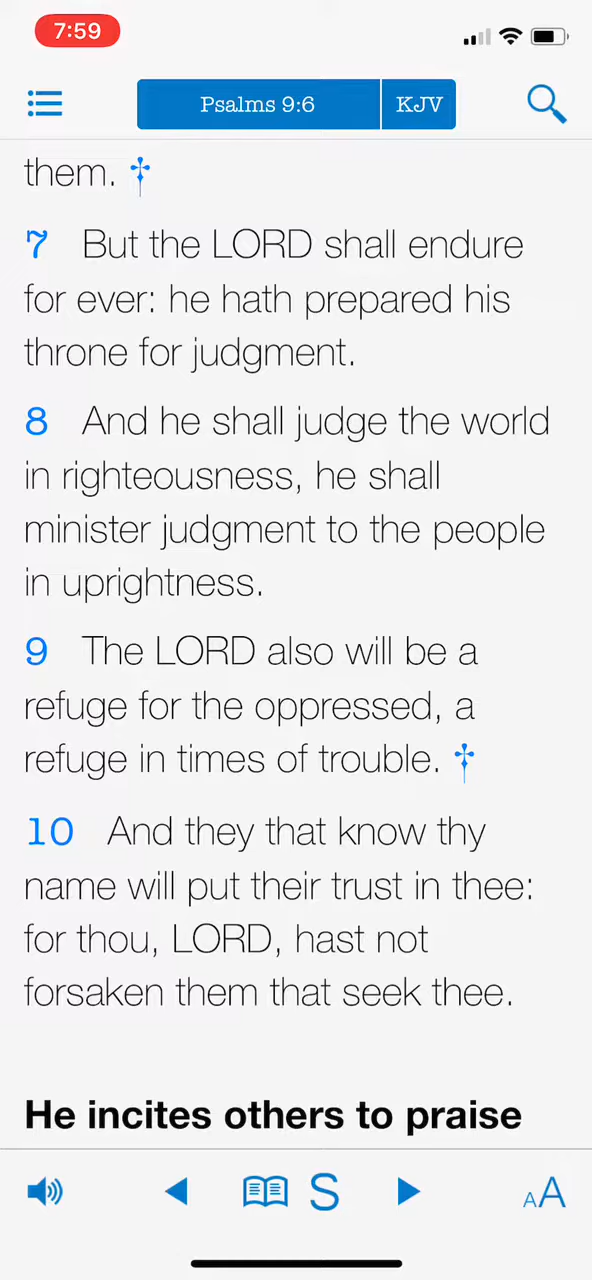 7:59
Psalms 9:6 KJV
them. †
7 But the LORD shall endure
for ever: he hath prepared his
throne for judgment.
8 And he shall judge the world
in righteousness, he shall
minister judgment to the people
in uprightness.
9 The LORD also will be a
refuge for the oppressed, a
refuge in times of trouble. †
10 And they that know thy
name will put their trust in thee:
for thou, LORD, hast not
forsaken them that seek thee.
He incites others to praise
S AA